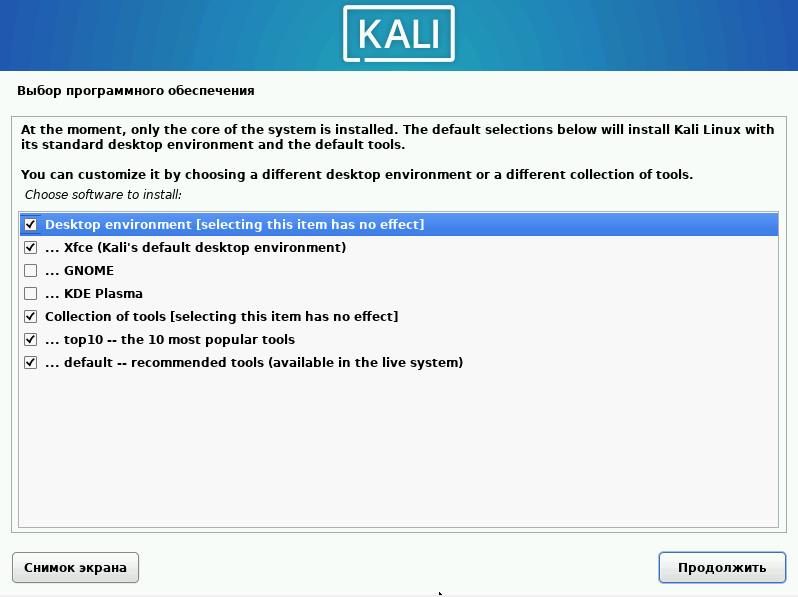 KALI
Выбор программного обеспечения
At the moment, only the core of the system is installed. The default selections below will install Kali Linux with
its standard desktop environment and the default tools.
You can customize it by choosing a different desktop environment or a different collection of tools.
Choose software to install:
Desktop environment [selecting this item has no effect]
... Xfce (Kali's default desktop environment)
... GNOME
... KDE Plasma
Collection of tools [selecting this item has no effect]
... top10 -- the 10 most popular tools
... default -- recommended tools (available in the live system)
Снимок экрана
Продолжить